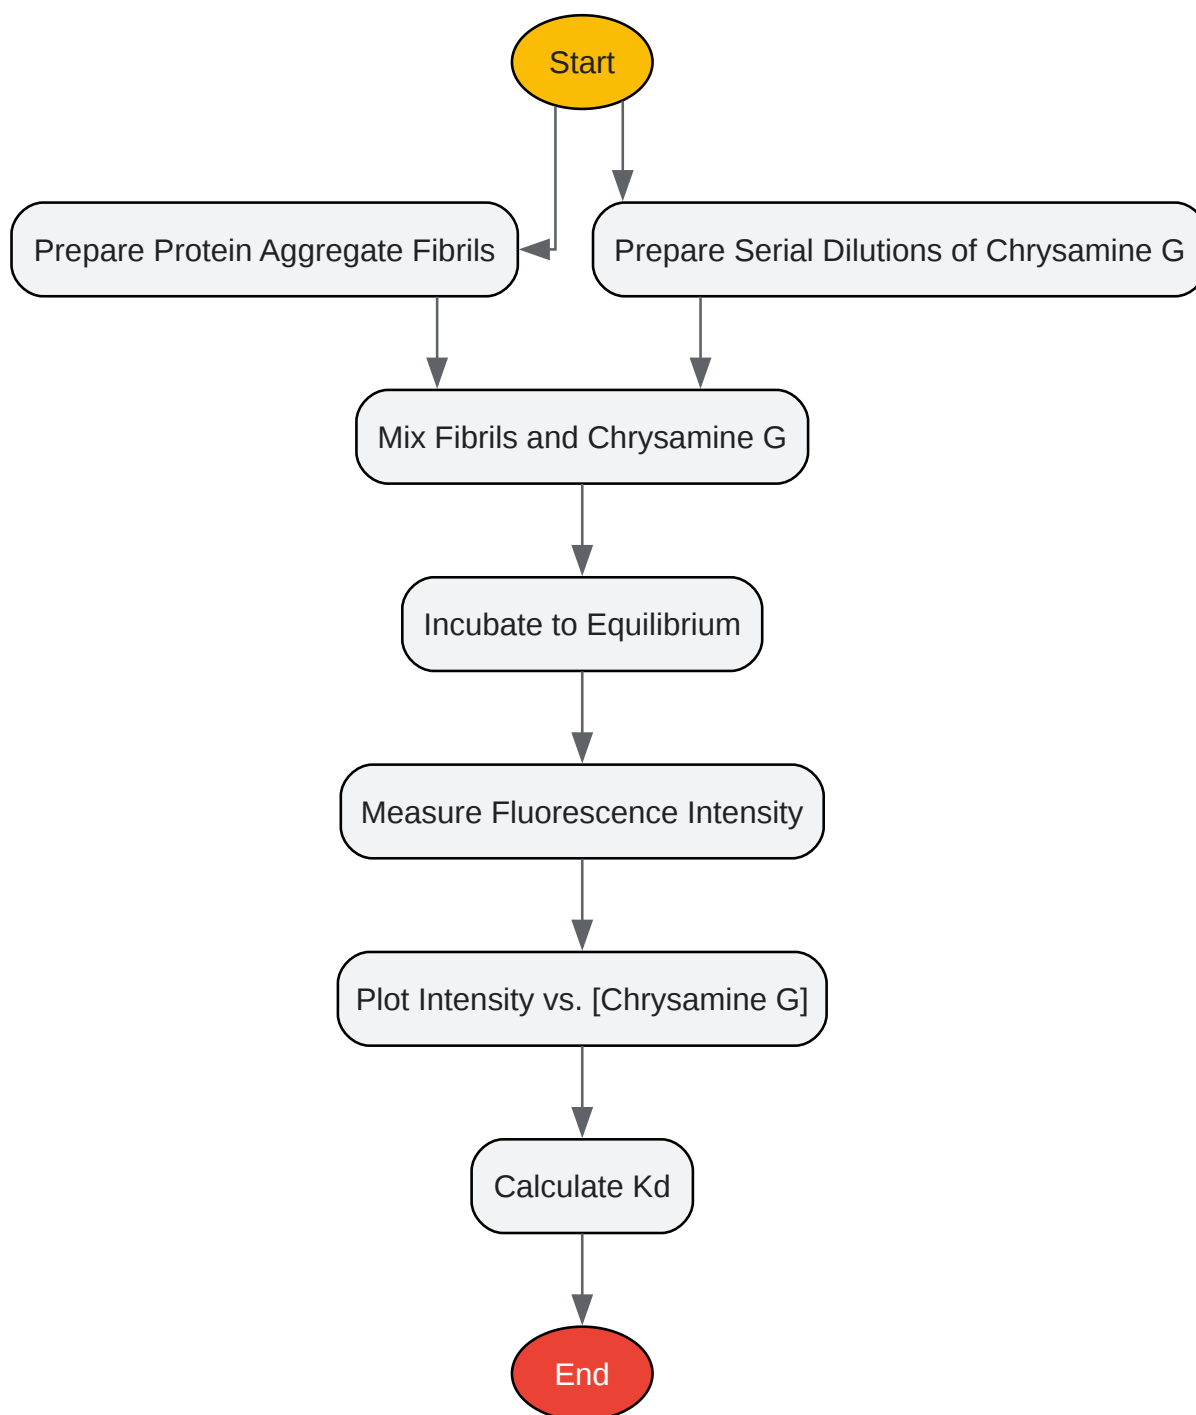 Start
Prepare Protein Aggregate Fibrils
Prepare Serial Dilutions of Chrysamine G
Mix Fibrils and Chrysamine G
Incubate to Equilibrium
Measure Fluorescence Intensity
Plot Intensity vs. [Chrysamine G]
Calculate Kd
End